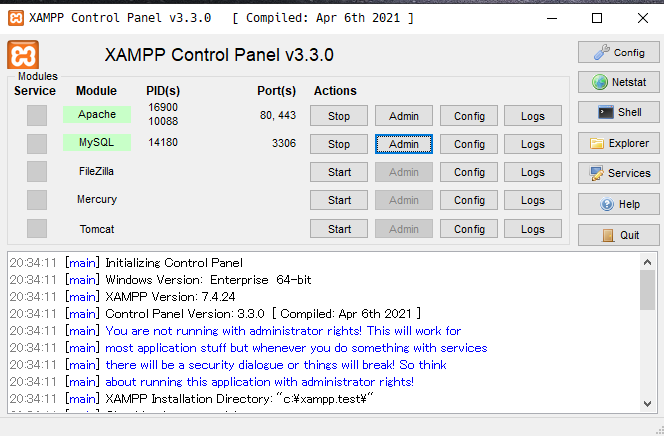 XAMPP Control Panel v3.3.0 [ Compiled: Apr 6th 2021 ]
XAMPP Control Panel v3.3.0
Config
Modules
Service Module PID(s) Port(s) Actions
Netstat
Apache 16900 10088 80, 443 Stop Admin Config Logs
Shell
MySQL 14180 3306 Stop Admin Config Logs
Explorer
FileZilla Start Admin Config Logs
Services
Mercury Start Admin Config Logs
Help
Tomcat Start Admin Config Logs
Quit
20:34:11 [main] Initializing Control Panel
20:34:11 [main] Windows Version: Enterprise 64-bit
20:34:11 [main] XAMPP Version: 7.4.24
20:34:11 [main] Control Panel Version: 3.3.0 [ Compiled: Apr 6th 2021 ]
20:34:11 [main] You are not running with administrator rights! This will work for
20:34:11 [main] most application stuff but whenever you do something with services
20:34:11 [main] there will be a security dialogue or things will break! So think
20:34:11 [main] about running this application with administrator rights!
20:34:11 [main] XAMPP Installation Directory: "c:¥xampp.test¥"